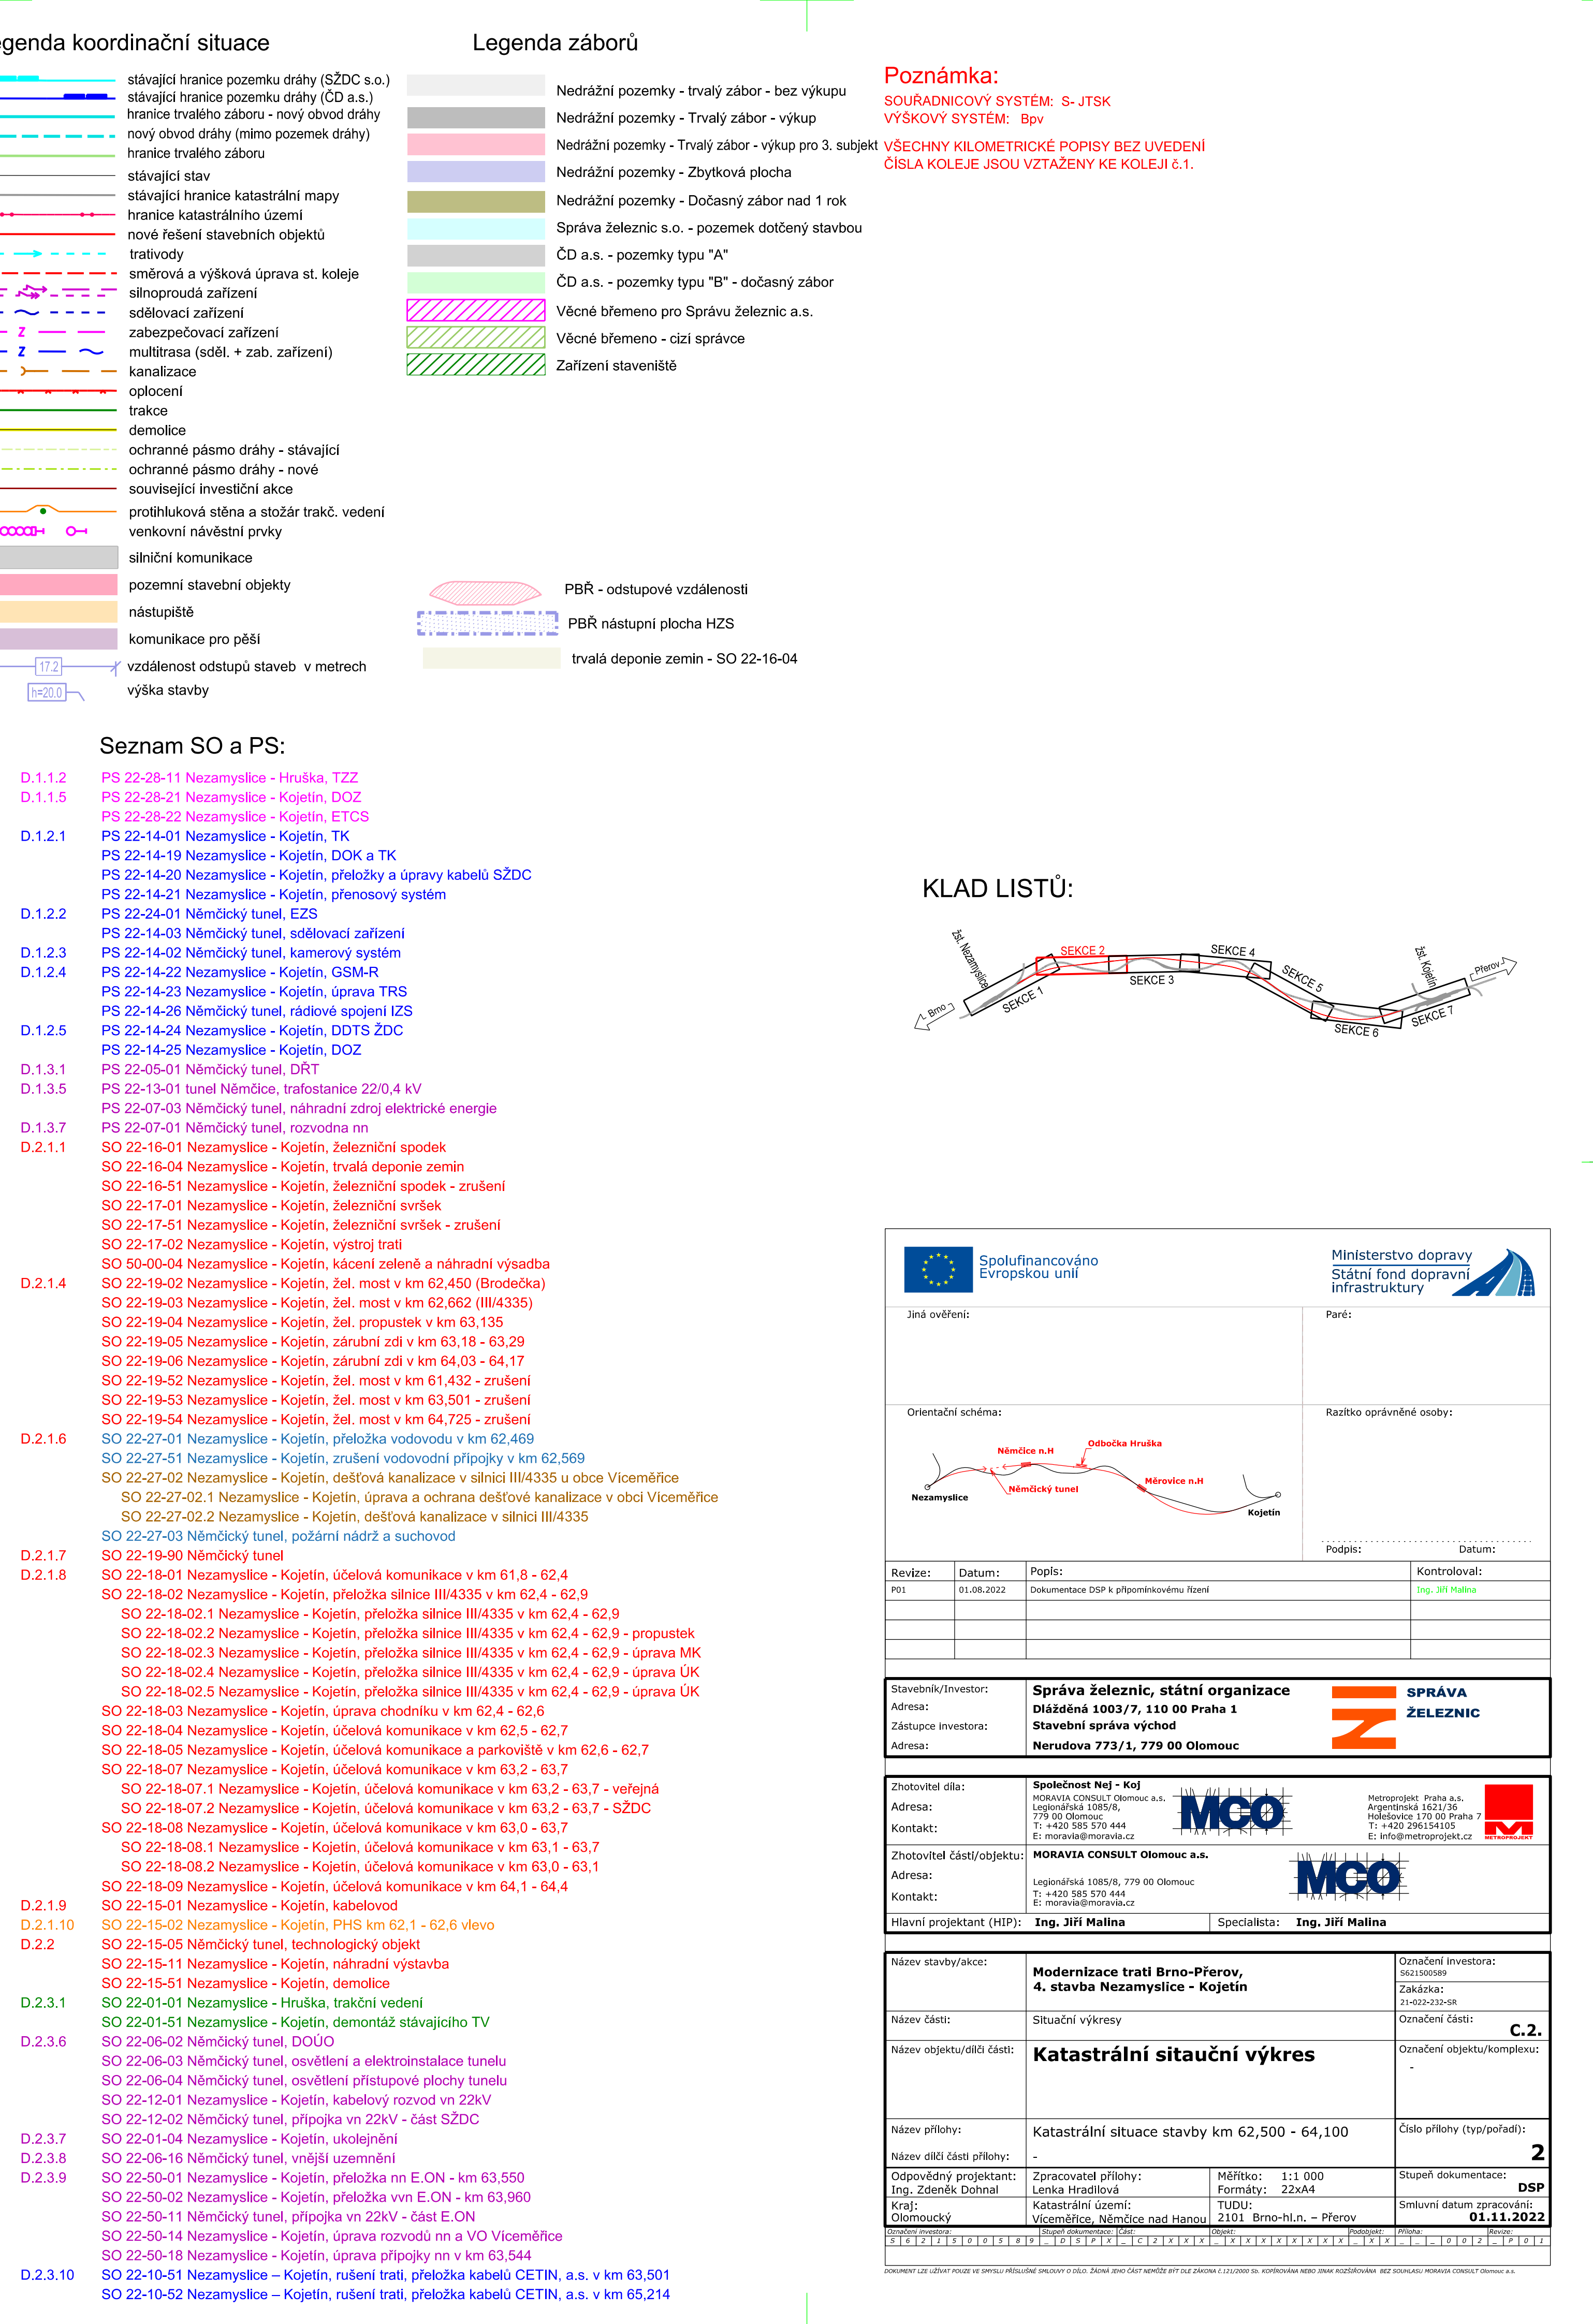 genda koordinační situace
stávající hranice pozemku dráhy (SŽDC s.o.)
stávající hranice pozemku dráhy (ČD a.s.)
hranice trvalého záboru - nový obvod dráhy
nový obvod dráhy (mimo pozemek dráhy)
hranice trvalého záboru
stávající stav
stávající hranice katastrální mapy
hranice katastrálního území
nové řešení stavebních objektů
trativody
směrová a výšková úprava st. koleje
silnoproudá zařízení
sdělovací zařízení
Z zabezpečovací zařízení
Z multitrasa (sděl. + zab. zařízení)
kanalizace
oplocení
trakce
demolice
ochranné pásmo dráhy - stávající
ochranné pásmo dráhy - nové
související investiční akce
protihluková stěna a stožár trakč. vedení
venkovní návěstní prvky
silniční komunikace
pozemní stavební objekty
nástupiště
komunikace pro pěší
17.2 vzdálenost odstupů staveb v metrech
h=20.0 výška stavby
Legenda záborů
Nedrážní pozemky - trvalý zábor - bez výkupu
Nedrážní pozemky - Trvalý zábor - výkup
Nedrážní pozemky - Trvalý zábor - výkup pro 3. subjekt
Nedrážní pozemky - Zbytková plocha
Nedrážní pozemky - Dočasný zábor nad 1 rok
Správa železnic s.o. - pozemek dotčený stavbou
ČD a.s. - pozemky typu "A"
ČD a.s. - pozemky typu "B" - dočasný zábor
Věcné břemeno pro Správu železnic a.s.
Věcné břemeno - cizí správce
Zařízení staveniště
PBŘ - odstupové vzdálenosti
PBŘ nástupní plocha HZS
trvalá deponie zemin - SO 22-16-04
Poznámka:
SOUŘADNICOVÝ SYSTÉM: S- JTSK
VÝŠKOVÝ SYSTÉM: Bpv
VŠECHNY KILOMETRICKÉ POPISY BEZ UVEDENÍ
ČÍSLA KOLEJE JSOU VZTAŽENY KE KOLEJI č.1.
Seznam SO a PS:
D.1.1.2 PS 22-28-11 Nezamyslice - Hruška, TZZ
D.1.1.5 PS 22-28-21 Nezamyslice - Kojetín, DOZ
PS 22-28-22 Nezamyslice - Kojetín, ETCS
D.1.2.1 PS 22-14-01 Nezamyslice - Kojetín, TK
PS 22-14-19 Nezamyslice - Kojetín, DOK a TK
PS 22-14-20 Nezamyslice - Kojetín, přeložky a úpravy kabelů SŽDC
PS 22-14-21 Nezamyslice - Kojetín, přenosový systém
D.1.2.2 PS 22-24-01 Němčický tunel, EZS
PS 22-14-03 Němčický tunel, sdělovací zařízení
D.1.2.3 PS 22-14-02 Němčický tunel, kamerový systém
D.1.2.4 PS 22-14-22 Nezamyslice - Kojetín, GSM-R
PS 22-14-23 Nezamyslice - Kojetín, úprava TRS
PS 22-14-26 Němčický tunel, rádiové spojení IZS
D.1.2.5 PS 22-14-24 Nezamyslice - Kojetín, DDTS ŽDC
PS 22-14-25 Nezamyslice - Kojetín, DOZ
D.1.3.1 PS 22-05-01 Němčický tunel, DŘT
D.1.3.5 PS 22-13-01 tunel Němčice, trafostanice 22/0,4 kV
PS 22-07-03 Němčický tunel, náhradní zdroj elektrické energie
D.1.3.7 PS 22-07-01 Němčický tunel, rozvodna nn
D.2.1.1 SO 22-16-01 Nezamyslice - Kojetín, železniční spodek
SO 22-16-04 Nezamyslice - Kojetín, trvalá deponie zemin
SO 22-16-51 Nezamyslice - Kojetín, železniční spodek - zrušení
SO 22-17-01 Nezamyslice - Kojetín, železniční svršek
SO 22-17-51 Nezamyslice - Kojetín, železniční svršek - zrušení
SO 22-17-02 Nezamyslice - Kojetín, výstroj trati
SO 50-00-04 Nezamyslice - Kojetín, kácení zeleně a náhradní výsadba
D.2.1.4 SO 22-19-02 Nezamyslice - Kojetín, žel. most v km 62,450 (Brodečka)
SO 22-19-03 Nezamyslice - Kojetín, žel. most v km 62,662 (III/4335)
SO 22-19-04 Nezamyslice - Kojetín, žel. propustek v km 63,135
SO 22-19-05 Nezamyslice - Kojetín, zárubní zdi v km 63,18 - 63,29
SO 22-19-06 Nezamyslice - Kojetín, zárubní zdi v km 64,03 - 64,17
SO 22-19-52 Nezamyslice - Kojetín, žel. most v km 61,432 - zrušení
SO 22-19-53 Nezamyslice - Kojetín, žel. most v km 63,501 - zrušení
SO 22-19-54 Nezamyslice - Kojetín, žel. most v km 64,725 - zrušení
D.2.1.6 SO 22-27-01 Nezamyslice - Kojetín, přeložka vodovodu v km 62,469
SO 22-27-51 Nezamyslice - Kojetín, zrušení vodovodní přípojky v km 62,569
SO 22-27-02 Nezamyslice - Kojetín, dešťová kanalizace v silnici III/4335 u obce Víceměřice
SO 22-27-02.1 Nezamyslice - Kojetín, úprava a ochrana dešťové kanalizace v obci Víceměřice
SO 22-27-02.2 Nezamyslice - Kojetín, dešťová kanalizace v silnici III/4335
SO 22-27-03 Němčický tunel, požární nádrž a suchovod
D.2.1.7 SO 22-19-90 Němčický tunel
D.2.1.8 SO 22-18-01 Nezamyslice - Kojetín, účelová komunikace v km 61,8 - 62,4
SO 22-18-02 Nezamyslice - Kojetín, přeložka silnice III/4335 v km 62,4 - 62,9
SO 22-18-02.1 Nezamyslice - Kojetín, přeložka silnice III/4335 v km 62,4 - 62,9
SO 22-18-02.2 Nezamyslice - Kojetín, přeložka silnice III/4335 v km 62,4 - 62,9 - propustek
SO 22-18-02.3 Nezamyslice - Kojetín, přeložka silnice III/4335 v km 62,4 - 62,9 - úprava MK
SO 22-18-02.4 Nezamyslice - Kojetín, přeložka silnice III/4335 v km 62,4 - 62,9 - úprava ÚK
SO 22-18-02.5 Nezamyslice - Kojetín, přeložka silnice III/4335 v km 62,4 - 62,9 - úprava ÚK
SO 22-18-03 Nezamyslice - Kojetín, úprava chodníku v km 62,4 - 62,6
SO 22-18-04 Nezamyslice - Kojetín, účelová komunikace v km 62,5 - 62,7
SO 22-18-05 Nezamyslice - Kojetín, účelová komunikace a parkoviště v km 62,6 - 62,7
SO 22-18-07 Nezamyslice - Kojetín, účelová komunikace v km 63,2 - 63,7
SO 22-18-07.1 Nezamyslice - Kojetín, účelová komunikace v km 63,2 - 63,7 - veřejná
SO 22-18-07.2 Nezamyslice - Kojetín, účelová komunikace v km 63,2 - 63,7 - SŽDC
SO 22-18-08 Nezamyslice - Kojetín, účelová komunikace v km 63,0 - 63,7
SO 22-18-08.1 Nezamyslice - Kojetín, účelová komunikace v km 63,1 - 63,7
SO 22-18-08.2 Nezamyslice - Kojetín, účelová komunikace v km 63,0 - 63,1
SO 22-18-09 Nezamyslice - Kojetín, účelová komunikace v km 64,1 - 64,4
D.2.1.9 SO 22-15-01 Nezamyslice - Kojetín, kabelovod
D.2.1.10 SO 22-15-02 Nezamyslice - Kojetín, PHS km 62,1 - 62,6 vlevo
D.2.2 SO 22-15-05 Němčický tunel, technologický objekt
SO 22-15-11 Nezamyslice - Kojetín, náhradní výstavba
SO 22-15-51 Nezamyslice - Kojetín, demolice
D.2.3.1 SO 22-01-01 Nezamyslice - Hruška, trakční vedení
SO 22-01-51 Nezamyslice - Kojetín, demontáž stávajícího TV
D.2.3.6 SO 22-06-02 Němčický tunel, DOÚO
SO 22-06-03 Němčický tunel, osvětlení a elektroinstalace tunelu
SO 22-06-04 Němčický tunel, osvětlení přístupové plochy tunelu
SO 22-12-01 Nezamyslice - Kojetín, kabelový rozvod vn 22kV
SO 22-12-02 Němčický tunel, přípojka vn 22kV - část SŽDC
D.2.3.7 SO 22-01-04 Nezamyslice - Kojetín, ukolejnění
D.2.3.8 SO 22-06-16 Němčický tunel, vnější uzemnění
D.2.3.9 SO 22-50-01 Nezamyslice - Kojetín, přeložka nn E.ON - km 63,550
SO 22-50-02 Nezamyslice - Kojetín, přeložka vvn E.ON - km 63,960
SO 22-50-11 Němčický tunel, přípojka vn 22kV - část E.ON
SO 22-50-14 Nezamyslice - Kojetín, úprava rozvodů nn a VO Víceměřice
SO 22-50-18 Nezamyslice - Kojetín, úprava přípojky nn v km 63,544
D.2.3.10 SO 22-10-51 Nezamyslice – Kojetín, rušení trati, přeložka kabelů CETIN, a.s. v km 63,501
SO 22-10-52 Nezamyslice – Kojetín, rušení trati, přeložka kabelů CETIN, a.s. v km 65,214
KLAD LISTŮ:
žst. Nezamyslice
Brno
SEKCE 1
SEKCE 2
SEKCE 3
SEKCE 4
SEKCE 5
SEKCE 6
SEKCE 7
žst. Kojetín
Přerov
Spolufinancováno
Evropskou unií
Ministerstvo dopravy
Státní fond dopravní
infrastruktury
Jiná ověření:
Paré:
Orientační schéma:
Razítko oprávněné osoby:
Němčice n.H
Odbočka Hruška
Němčický tunel
Měrovice n.H
Nezamyslice
Kojetín
Podpis: Datum:
Revize: Datum: Popis: Kontroloval:
P01 01.08.2022 Dokumentace DSP k připomínkovému řízení Ing. Jiří Malina
Stavebník/Investor: Správa železnic, státní organizace
Adresa: Dlážděná 1003/7, 110 00 Praha 1
Zástupce investora: Stavební správa východ
Adresa: Nerudova 773/1, 779 00 Olomouc
SPRÁVA
ŽELEZNIC
Zhotovitel díla:
Adresa:
Kontakt:
Společnost Nej - Koj
MORAVIA CONSULT Olomouc a.s.
Legionářská 1085/8,
779 00 Olomouc
T: +420 585 570 444
E: moravia@moravia.cz
MCO
Metroprojekt Praha a.s.
Argentinská 1621/36
Holešovice 170 00 Praha 7
T: +420 296154105
E: info@metroprojekt.cz
METROPROJEKT
Zhotovitel části/objektu: MORAVIA CONSULT Olomouc a.s.
Adresa: Legionářská 1085/8, 779 00 Olomouc
Kontakt: T: +420 585 570 444
E: moravia@moravia.cz
MCO
Hlavní projektant (HIP): Ing. Jiří Malina Specialista: Ing. Jiří Malina
Název stavby/akce:
Modernizace trati Brno-Přerov,
4. stavba Nezamyslice - Kojetín
Označení investora:
S621500589
Zakázka:
21-022-232-SR
Název části: Situační výkresy
Označení části:
C.2.
Název objektu/dílčí části: Katastrální sitauční výkres
Označení objektu/komplexu:
-
Název přílohy: Katastrální situace stavby km 62,500 - 64,100
Číslo přílohy (typ/pořadí):
2
Název dílčí části přílohy: -
Odpovědný projektant: Zpracovatel přílohy: Měřítko: 1:1 000
Ing. Zdeněk Dohnal Lenka Hradilová Formáty: 22xA4
Stupeň dokumentace:
DSP
Kraj: Katastrální území: TUDU:
Olomoucký Víceměřice, Němčice nad Hanou 2101 Brno-hl.n. – Přerov
Smluvní datum zpracování:
01.11.2022
Označení investora: Stupeň dokumentace: Část: Objekt: Podobjekt: Příloha: Revize:
S 6 2 1 5 0 0 5 8 9 _ D S P X _ C 2 X X X _ X X X X X X X X X _ X X _ _ _ 0 0 2 _ P 0 1
DOKUMENT LZE UŽÍVAT POUZE VE SMYSLU PŘÍSLUŠNÉ SMLOUVY O DÍLO. ŽÁDNÁ JEHO ČÁST NEMŮŽE BÝT DLE ZÁKONA č.121/2000 Sb. KOPÍROVÁNA NEBO JINAK ROZŠIŘOVÁNA BEZ SOUHLASU MORAVIA CONSULT Olomouc a.s.